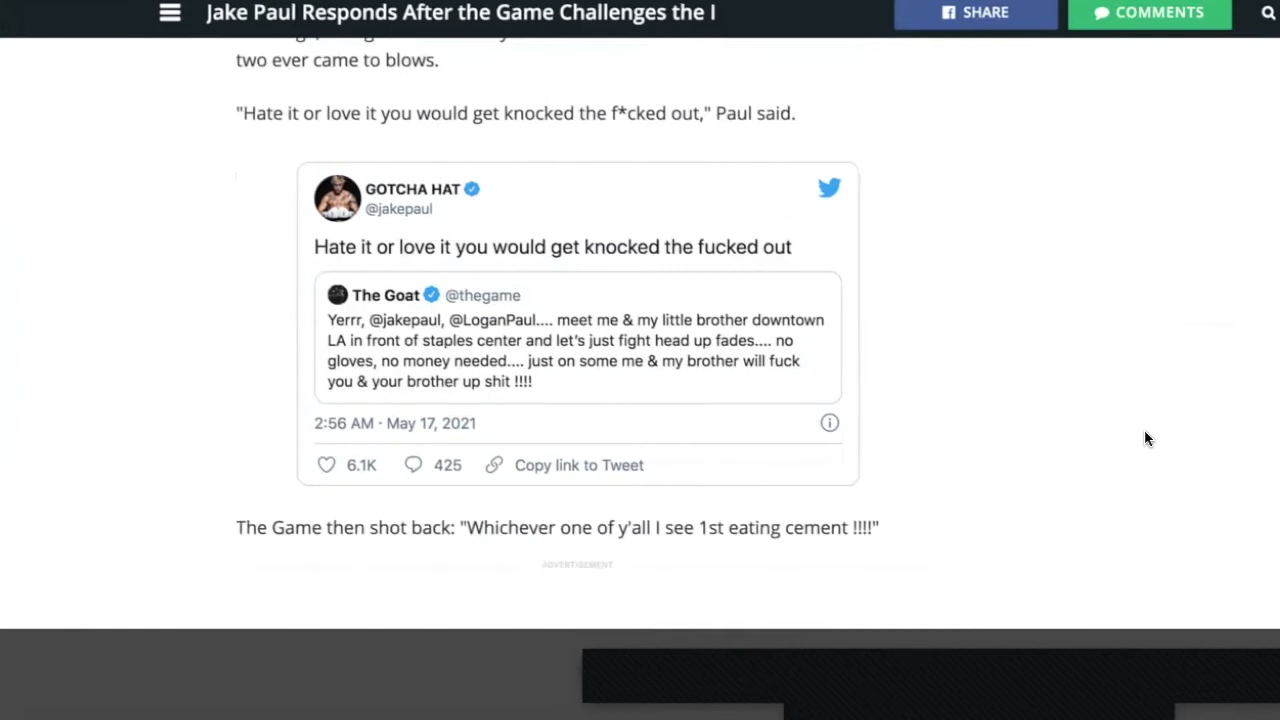 Jake Paul Responds After the Game Challenges the I
SHARE
COMMENTS
two ever came to blows.
"Hate it or love it you would get knocked the f*cked out," Paul said.
GOTCHA HAT
@jakepaul
Hate it or love it you would get knocked the fucked out
The Goat @thegame
Yerrr, @jakepaul, @LoganPaul.... meet me & my little brother downtown
LA in front of staples center and let's just fight head up fades.... no
gloves, no money needed.... just on some me & my brother will fuck
you & your brother up shit !!!!
2:56 AM · May 17, 2021
6.1K 425 Copy link to Tweet
The Game then shot back: "Whichever one of y'all I see 1st eating cement !!!!"
ADVERTISEMENT